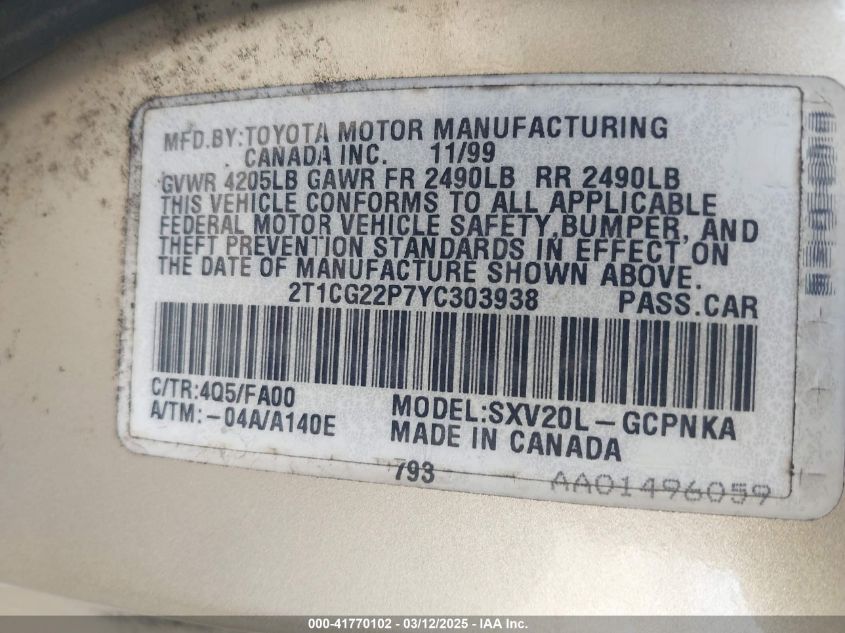 MFD.BY:TOYOTA MOTOR MANUFACTURING
CANADA INC. 11/99
GVWR 4205LB GAWR FR 2490LB RR 2490LB
THIS VEHICLE CONFORMS TO ALL APPLICABLE
FEDERAL MOTOR VEHICLE SAFETY,BUMPER, AND
THEFT PREVENTION STANDARDS IN EFFECT ON
THE DATE OF MANUFACTURE SHOWN ABOVE.
2T1CG22P7YC303938 PASS.CAR
C/TR:4Q5/FA00
A/TM:-04A/A140E
MODEL:SXV20L-GCPNKA
MADE IN CANADA
793
AA01496059
000-41770102 - 03/12/2025 - IAA Inc.